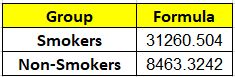 Group Formula
Smokers 31260.504
Non-Smokers 8463.3242